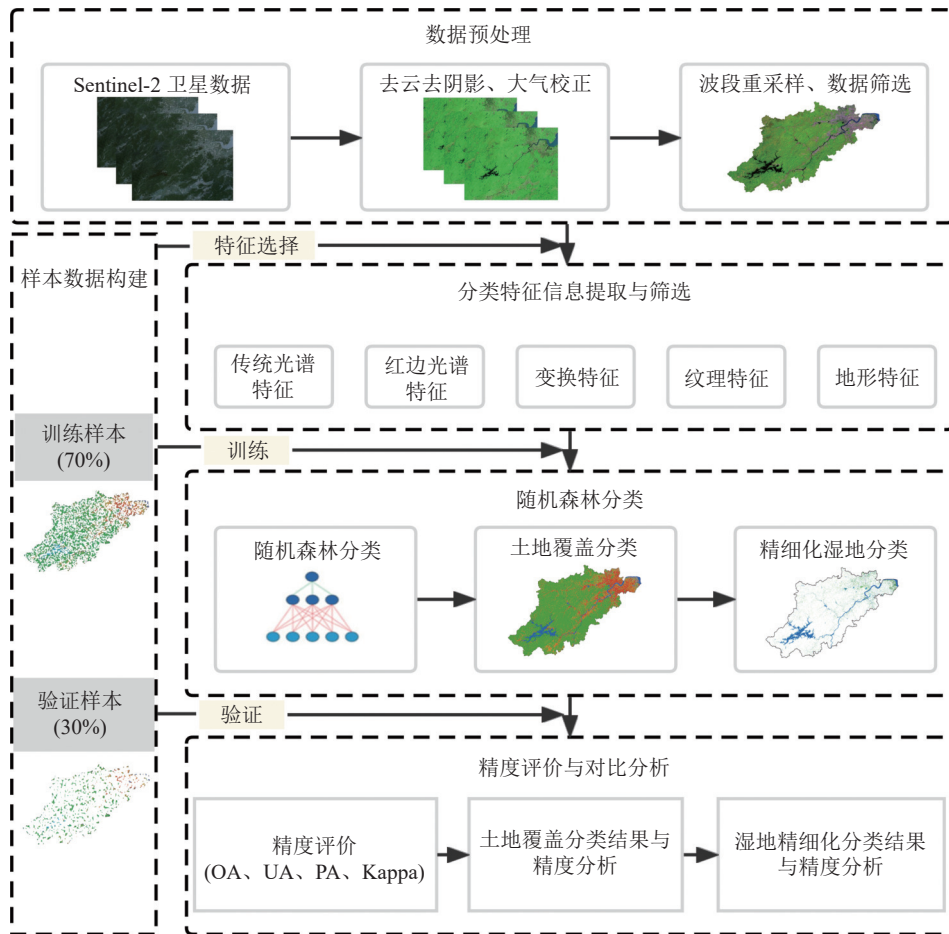 数据预处理
Sentinel-2 卫星数据
去云去阴影、大气校正
波段重采样、数据筛选
样本数据构建
特征选择
分类特征信息提取与筛选
传统光谱
特征
红边光谱
特征
变换特征
纹理特征
地形特征
训练样本
(70%)
训练
随机森林分类
随机森林分类
土地覆盖分类
精细化湿地分类
验证样本
(30%)
验证
精度评价与对比分析
精度评价
(OA、UA、PA、Kappa)
土地覆盖分类结果与
精度分析
湿地精细化分类结果
与精度分析